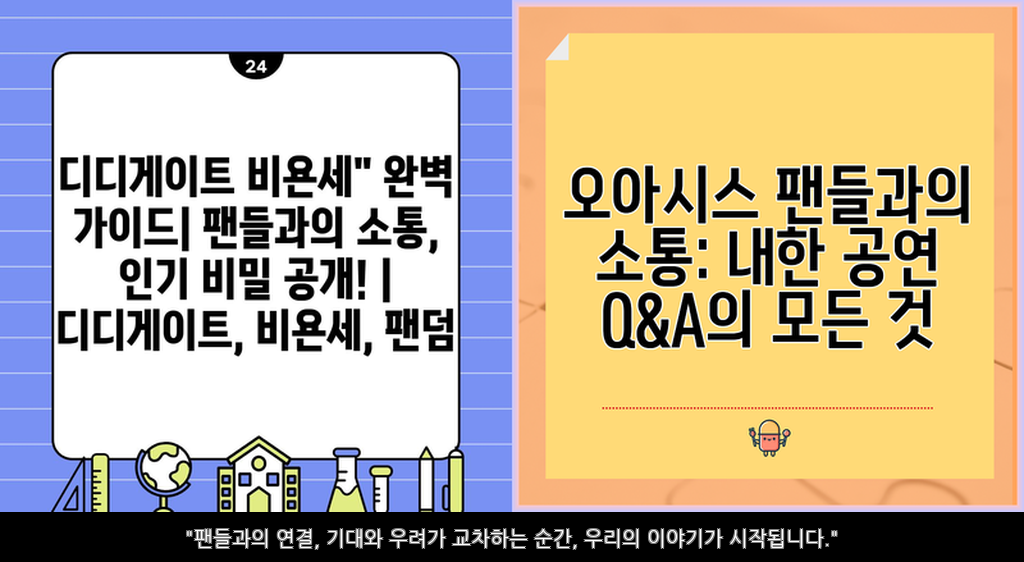 24
디디게이트 비욘세" 완벽
가이드| 팬들과의 소통,
인기 비밀 공개! |
디디게이트, 비욘세, 팬덤
오아시스 팬들과의
소통: 내한 공연
Q&A의 모든 것
"팬들과의 연결, 기대와 우려가 교차하는 순간, 우리의 이야기가 시작됩니다."